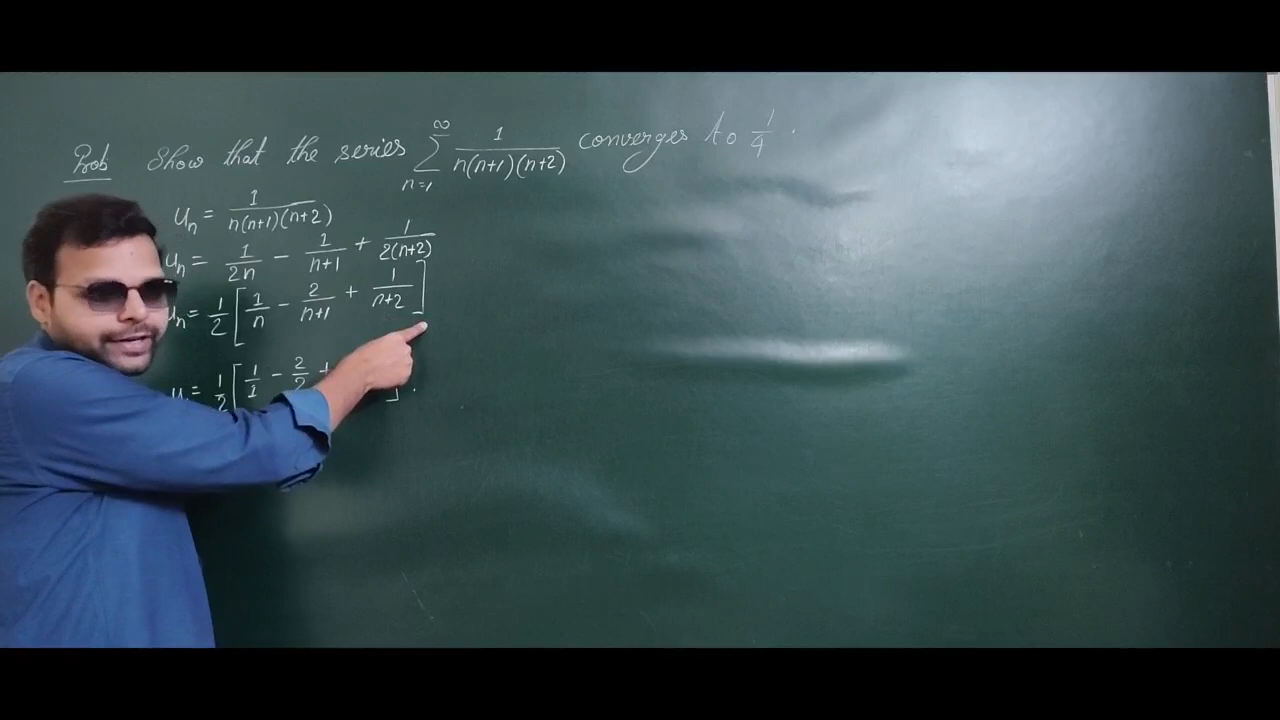 Prob Show that the series ∑_{n=1}^{∞} 1/(n(n+1)(n+2)) converges to 1/4.
u_n = 1/(n(n+1)(n+2))
u_n = 1/(2n) - 1/(n+1) + 1/(2(n+2))
u_n = 1/2 [1/n - 2/(n+1) + 1/(n+2)]
= 1/2 [1/1 - 2/2 + ].